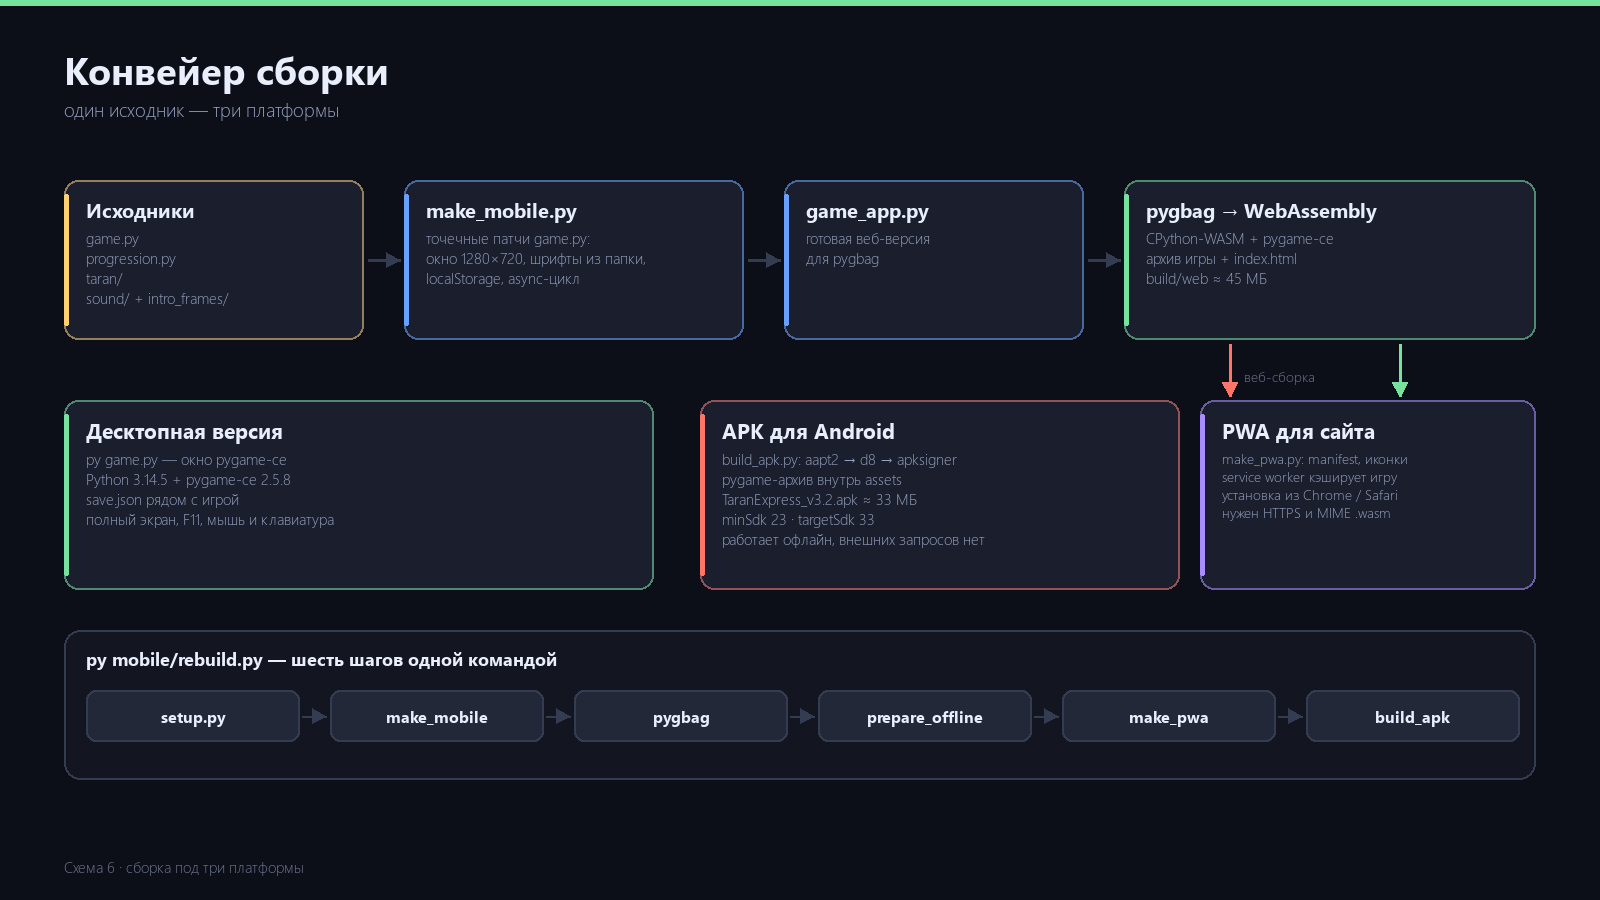 Конвейер сборки
один исходник — три платформы
Исходники
game.py
progression.py
taran/
sound/ + intro_frames/
make_mobile.py
точечные патчи game.py:
окно 1280×720, шрифты из папки,
localStorage, async-цикл
game_app.py
готовая веб-версия
для pygbag
pygbag → WebAssembly
CPython-WASM + pygame-ce
архив игры + index.html
build/web ≈ 45 МБ
веб-сборка
Десктопная версия
py game.py — окно pygame-ce
Python 3.14.5 + pygame-ce 2.5.8
save.json рядом с игрой
полный экран, F11, мышь и клавиатура
APK для Android
build_apk.py: aapt2 → d8 → apksigner
pygame-архив внутрь assets
TaranExpress_v3.2.apk ≈ 33 МБ
minSdk 23 · targetSdk 33
работает офлайн, внешних запросов нет
PWA для сайта
make_pwa.py: manifest, иконки
service worker кэширует игру
установка из Chrome / Safari
нужен HTTPS и MIME .wasm
py mobile/rebuild.py — шесть шагов одной командой
setup.py
make_mobile
pygbag
prepare_offline
make_pwa
build_apk
Схема 6 · сборка под три платформы